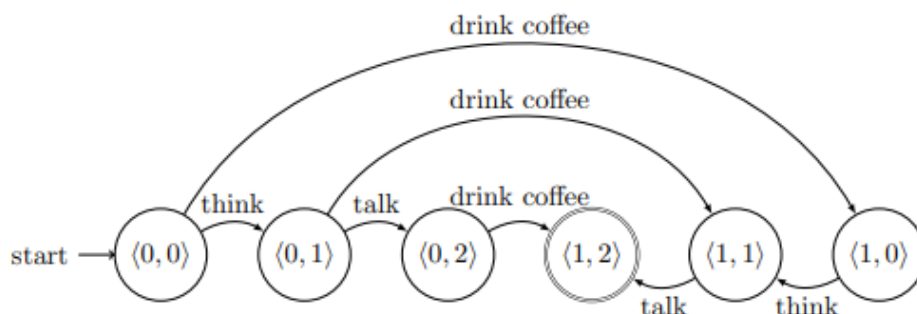 drink coffee
drink coffee
think talk drink coffee
start ⟨0, 0⟩ ⟨0, 1⟩ ⟨0, 2⟩ ⟨1, 2⟩ ⟨1, 1⟩ ⟨1, 0⟩
talk think